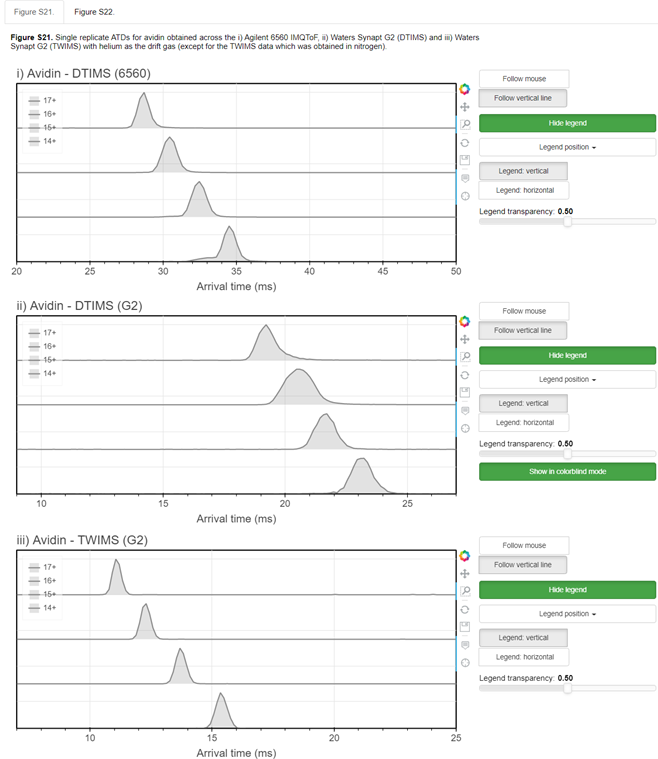 Figure S21.
Figure S22.
Figure S21. Single replicate ATDs for avidin obtained across the i) Agilent 6560 IMQToF, ii) Waters Synapt G2 (DTIMS) and iii) Waters
Synapt G2 (TWIMS) with helium as the drift gas (except for the TWIMS data which was obtained in nitrogen).
i) Avidin - DTIMS (6560)
17+
16+
15+
14+
20 25 30 35 40 45 50
Arrival time (ms)
Follow mouse
Follow vertical line
Hide legend
Legend position
Legend: vertical
Legend: horizontal
Legend transparency: 0.50
ii) Avidin - DTIMS (G2)
17+
16+
15+
14+
10 15 20 25
Arrival time (ms)
Follow mouse
Follow vertical line
Hide legend
Legend position
Legend: vertical
Legend: horizontal
Legend transparency: 0.50
Show in colorblind mode
iii) Avidin - TWIMS (G2)
17+
16+
15+
14+
10 15 20 25
Arrival time (ms)
Follow mouse
Follow vertical line
Hide legend
Legend position
Legend: vertical
Legend: horizontal
Legend transparency: 0.50